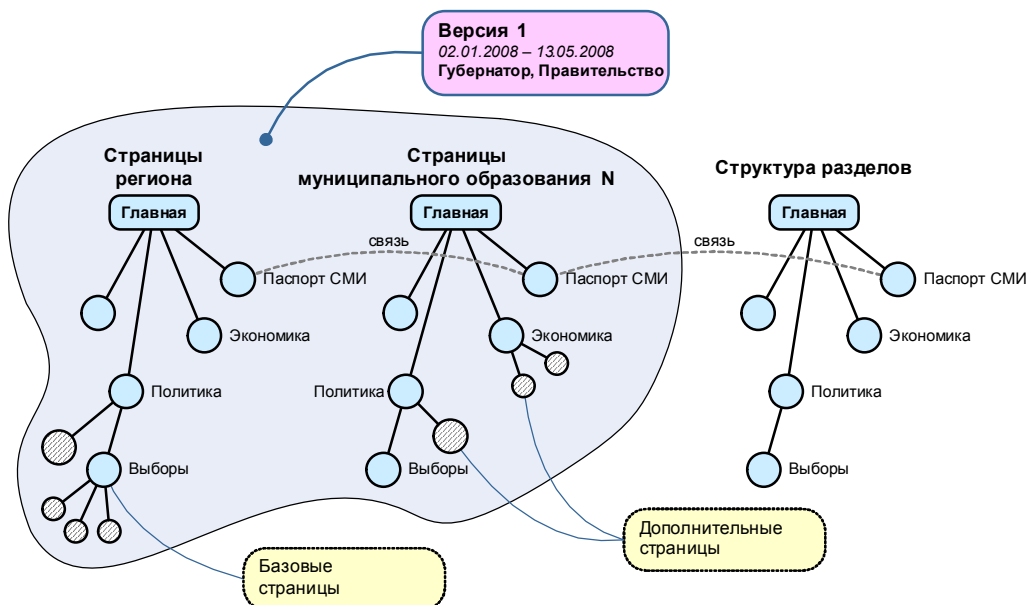 Версия 1
02.01.2008 – 13.05.2008
Губернатор, Правительство
Страницы
региона
Страницы
муниципального образования N
Структура разделов
Главная
Главная
Главная
связь
связь
Паспорт СМИ
Паспорт СМИ
Паспорт СМИ
Экономика
Экономика
Экономика
Политика
Политика
Политика
Выборы
Выборы
Выборы
Дополнительные
страницы
Базовые
страницы